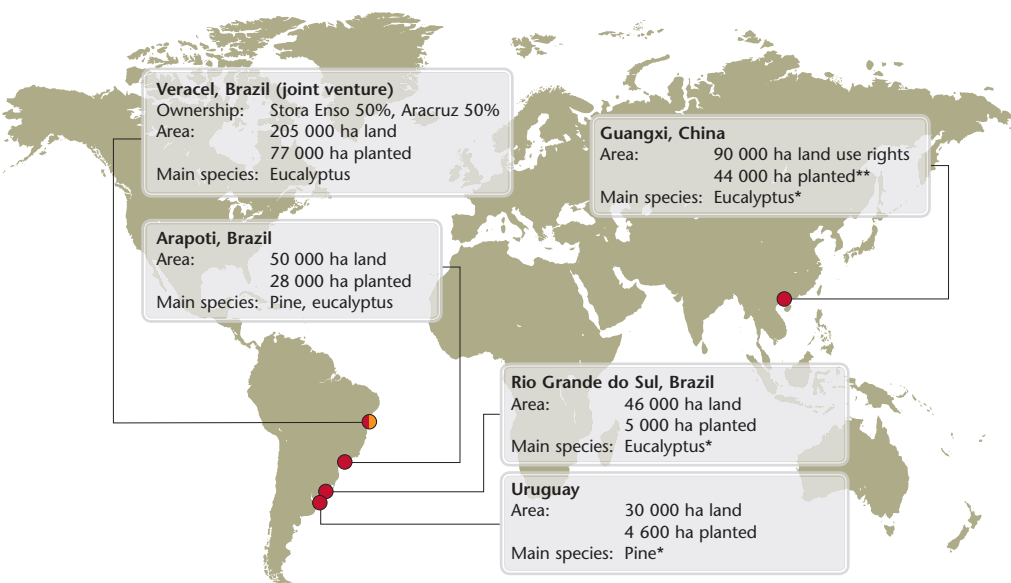 Veracel, Brazil (joint venture)
Ownership: Stora Enso 50%, Aracruz 50%
Area: 205 000 ha land
77 000 ha planted
Main species: Eucalyptus
Guangxi, China
Area: 90 000 ha land use rights
44 000 ha planted**
Main species: Eucalyptus*
Arapoti, Brazil
Area: 50 000 ha land
28 000 ha planted
Main species: Pine, eucalyptus
Rio Grande do Sul, Brazil
Area: 46 000 ha land
5 000 ha planted
Main species: Eucalyptus*
Uruguay
Area: 30 000 ha land
4 600 ha planted
Main species: Pine*